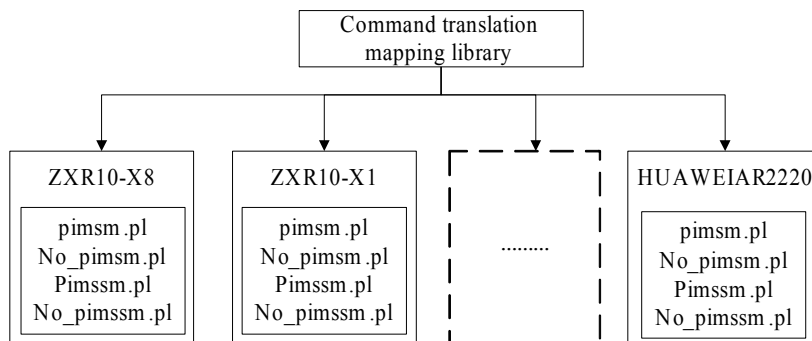 Command translation
mapping library
ZXR10-X8
pimsm.pl
No_pimsm.pl
Pimssm.pl
No_pimssm.pl
ZXR10-X1
pimsm.pl
No_pimsm.pl
Pimssm.pl
No_pimssm.pl
.........
HUAWEIAR2220
pimsm.pl
No_pimsm.pl
Pimssm.pl
No_pimssm.pl